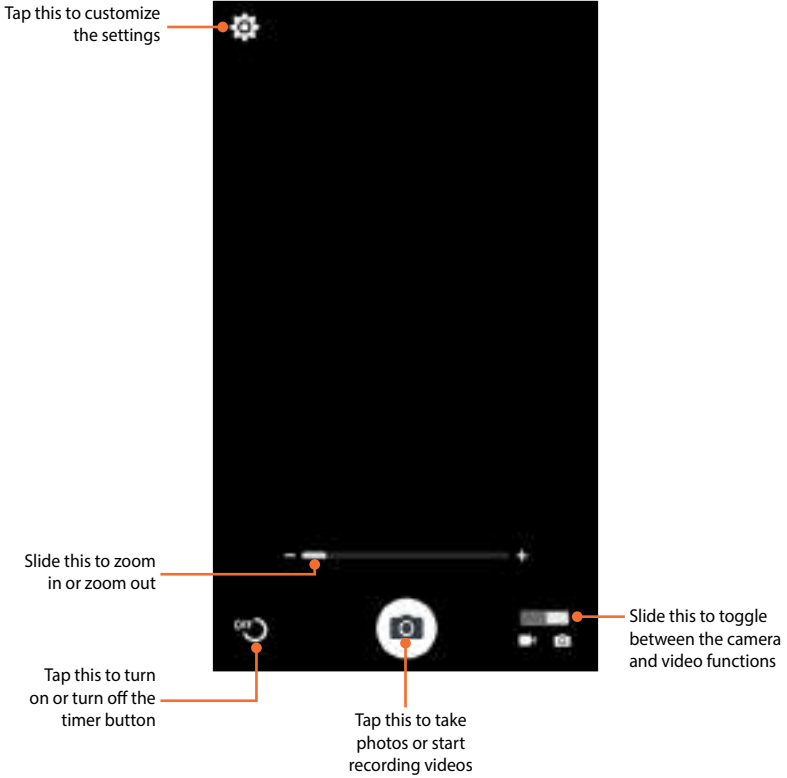 Tap this to customize
the settings
Slide this to zoom
in or zoom out
OFF
Slide this to toggle
between the camera
and video functions
Tap this to turn
on or turn off the
timer button
Tap this to take
photos or start
recording videos